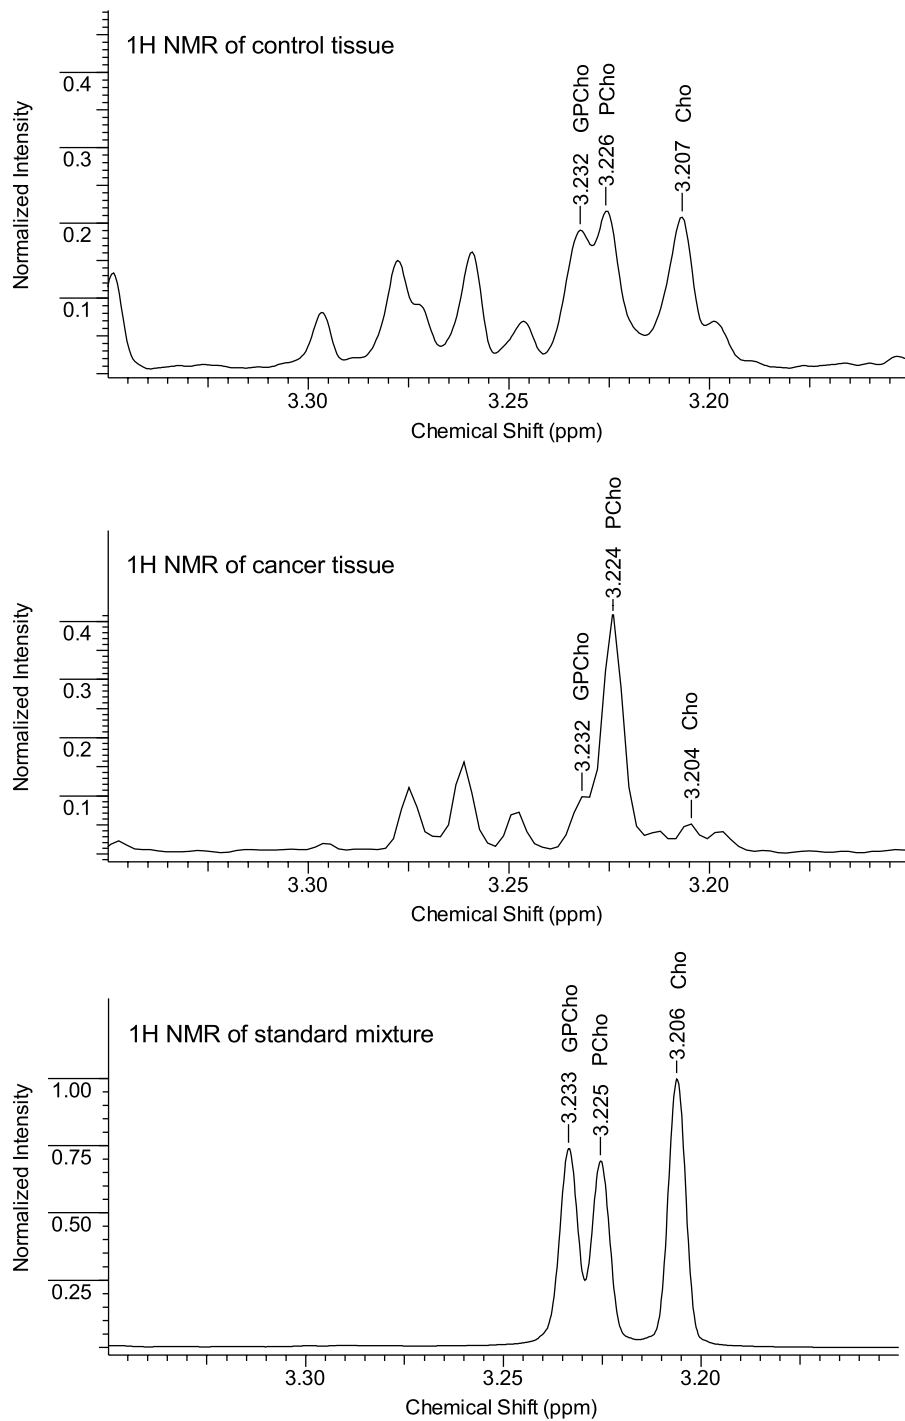 1H NMR of control tissue
Normalized Intensity
0.4
0.3
0.2
0.1
3.232 GPCho
3.226 PCho
3.207 Cho
3.30
3.25
3.20
Chemical Shift (ppm)
1H NMR of cancer tissue
Normalized Intensity
0.4
0.3
0.2
0.1
3.232 GPCho
3.224 PCho
3.204 Cho
3.30
3.25
3.20
Chemical Shift (ppm)
1H NMR of standard mixture
Normalized Intensity
1.00
0.75
0.50
0.25
3.233 GPCho
3.225 PCho
3.206 Cho
3.30
3.25
3.20
Chemical Shift (ppm)